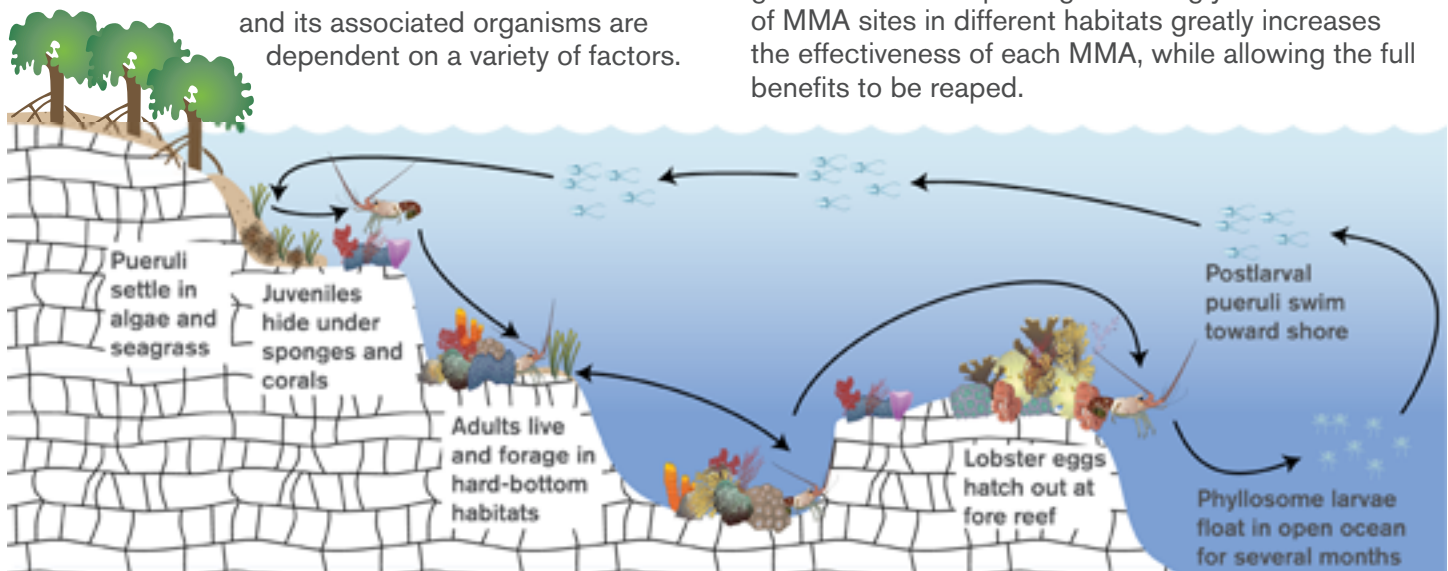 and its associated organisms are
dependent on a variety of factors.
of MMA sites in different habitats greatly increases
the effectiveness of each MMA, while allowing the full
benefits to be reaped.
Pueruli
settle in
algae and
seagrass
Juveniles
hide under
sponges and
corals
Adults live
and forage in
hard-bottom
habitats
Lobster eggs
hatch out at
fore reef
Postlarval
pueruli swim
toward shore
Phyllosome larvae
float in open ocean
for several months